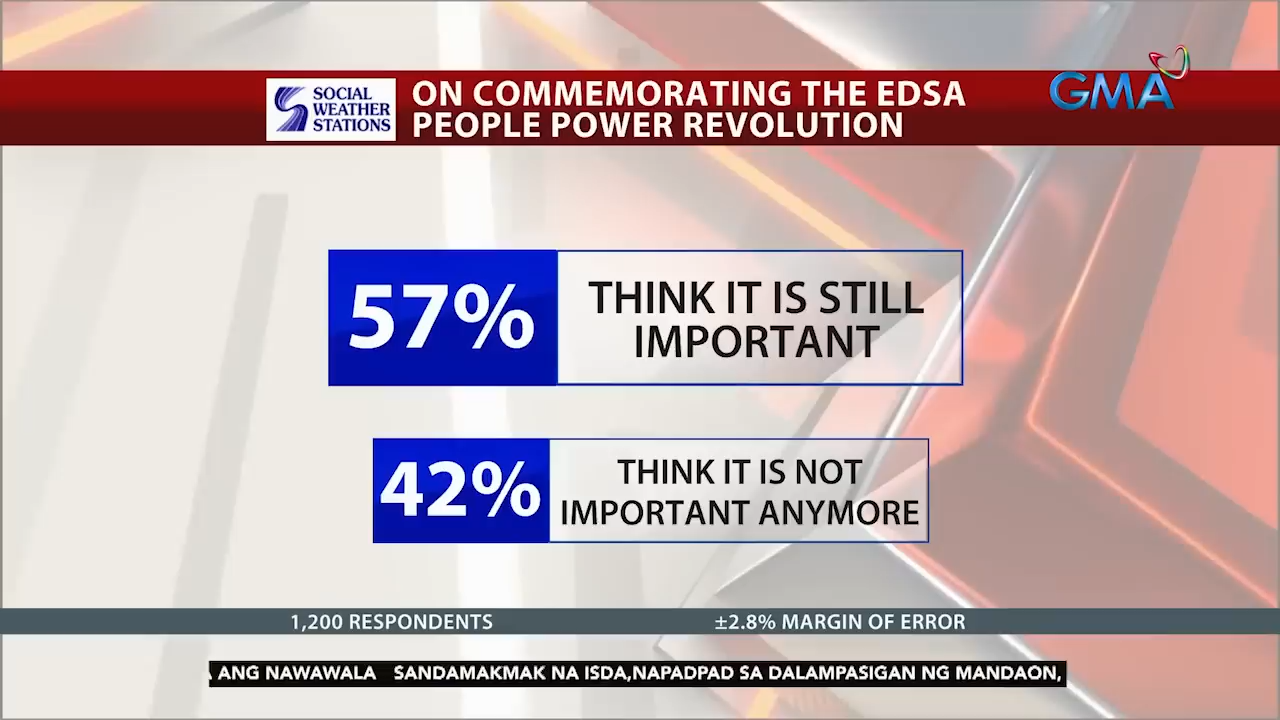 SOCIAL
WEATHER
STATIONS
ON COMMEMORATING THE EDSA
PEOPLE POWER REVOLUTION
GMA
57%
THINK IT IS STILL
IMPORTANT
42%
THINK IT IS NOT
IMPORTANT ANYMORE
1,200 RESPONDENTS
±2.8% MARGIN OF ERROR
ANG NAWAWALA SANDAMAKMAK NA ISDA,NAPADPAD SA DALAMPASIGAN NG MANDAON,